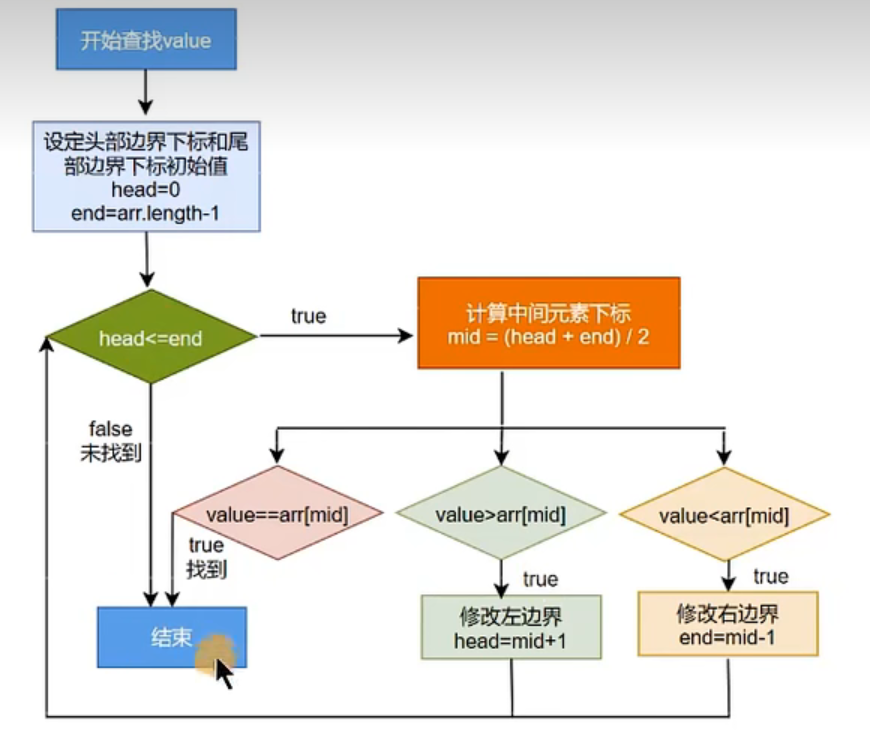 开始查找value
设定头部边界下标和尾
部边界下标初始值
head=0
end=arr.length-1
head<=end
true
计算中间元素下标
mid = (head + end) / 2
false
未找到
value==arr[mid]
value>arr[mid]
value<arr[mid]
true
找到
true
true
结束
修改左边界
head=mid+1
修改右边界
end=mid-1